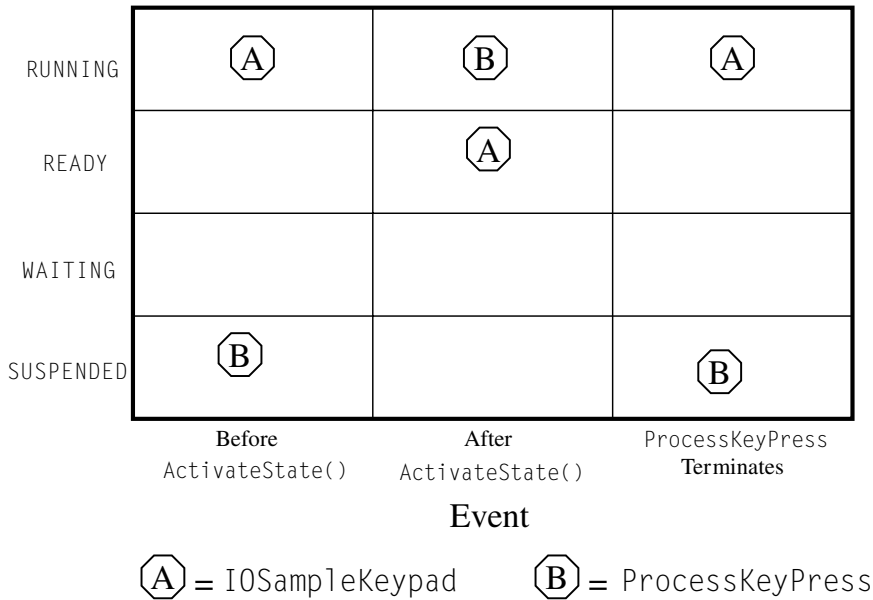 RUNNING A B A
READY A
WAITING
SUSPENDED B B
Before After ProcessKeyPress
ActivateState() ActivateState() Terminates
Event
A = IOSampleKeypad B = ProcessKeyPress